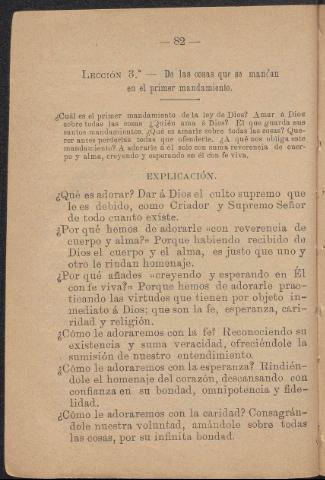 — 82 —
LECCIÓN 3.ª — De las cosas que se mandan
en el primer mandamiento.
¿Cuál es el primer mandamiento de la ley de Dios? Amar á Dios
sobre todas las cosas ¿Quién ama á Dios? El que guarda sus
santos mandamientos. ¿Qué es amarle sobre todas las cosas? Que-
rer antes perderlas todas que ofenderle. ¿A qué nos obliga este
mandamiento? A adorarle á él solo con suma reverencia de cuer-
po y alma, creyendo y esperando en él con fe viva.
EXPLICACIÓN.
¿Qué es adorar? Dar á Dios el culto supremo que
le es debido, como Criador y Supremo Señor
de todo cuanto existe.
¿Por qué hemos de adorarle «con reverencia de
cuerpo y alma?» Porque habiendo recibido de
Dios el cuerpo y el alma, es justo que uno y
otro le rindan homenaje.
¿Por qué añades «creyendo y esperando en Él
con fe viva?» Porque hemos de adorarle prac-
ticando las virtudes que tienen por objeto in-
mediato á Dios; que son la fe, esperanza, cari-
ridad y religión.
¿Cómo le adoraremos con la fe? Reconociendo su
existencia y suma veracidad, ofreciéndole la
sumisión de nuestro entendimiento.
¿Cómo le adoraremos con la esperanza? Rindién-
dole el homenaje del corazón, descansando con
confianza en su bondad, omnipotencia y fide-
lidad.
¿Cómo le adoraremos con la caridad? Consagrán-
dole nuestra voluntad, amándole sobre todas
las cosas, por su infinita bondad.